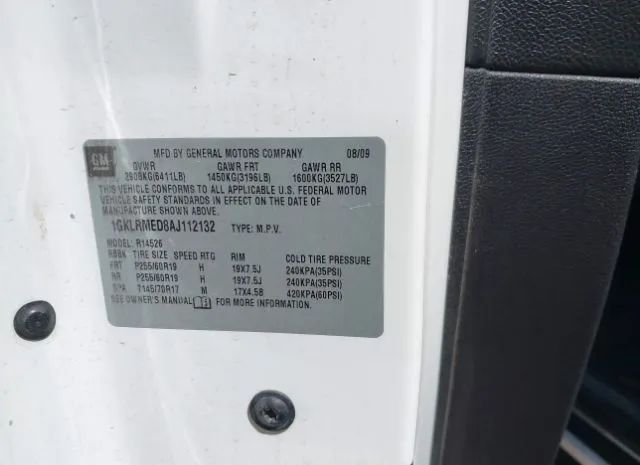 GM
MFD BY GENERAL MOTORS COMPANY 08/09
GVWR GAWR FRT GAWR RR
2908KG(6411LB) 1450KG(3196LB) 1600KG(3527LB)
THIS VEHICLE CONFORMS TO ALL APPLICABLE U.S. FEDERAL MOTOR
VEHICLE SAFETY STANDARDS IN EFFECT ON THE DATE OF
MANUFACTURE SHOWN ABOVE.
1GKLRMED8AJ112132 TYPE: M.P.V.
R14526
RBBK TIRE SIZE SPEED RTG RIM COLD TIRE PRESSURE
FRT P255/60R19 H 19X7.5J 240KPA(35PSI)
RR P255/60R19 H 19X7.5J 240KPA(35PSI)
SPR T145/70R17 M 17X4.5B 420KPA(60PSI)
SEE OWNER'S MANUAL FOR MORE INFORMATION.